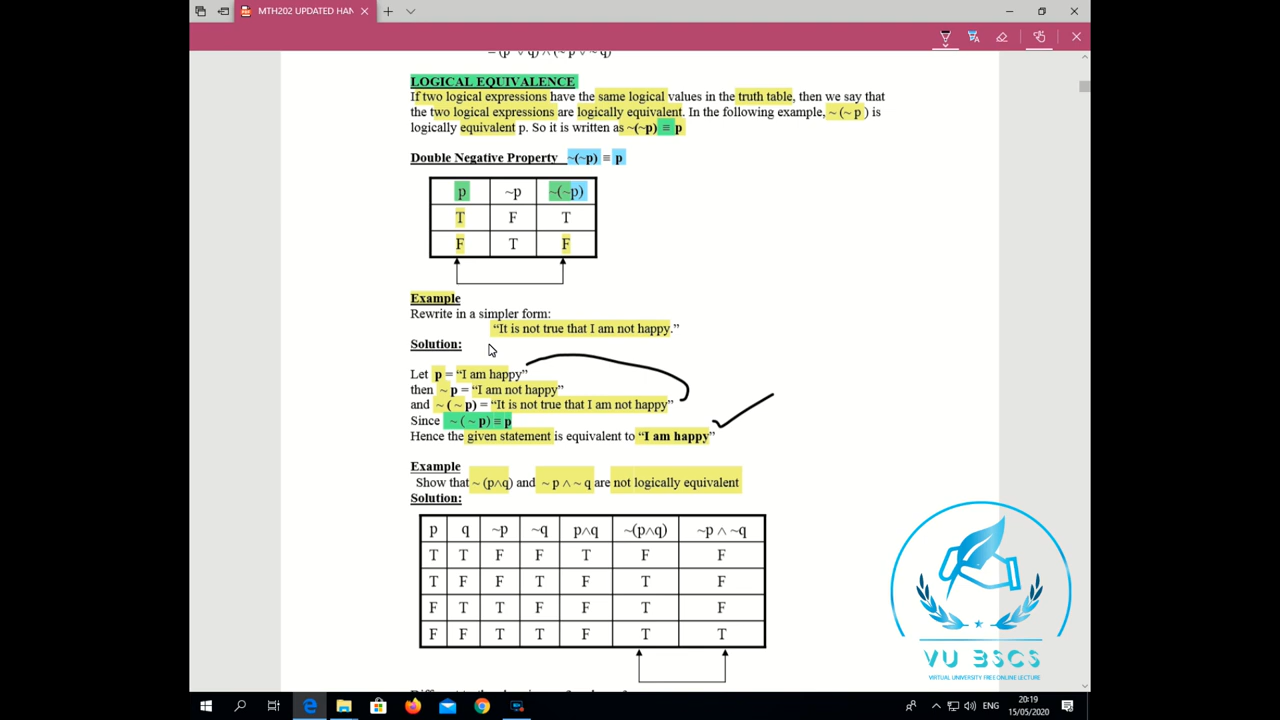 MTH202 UPDATED HAN
LOGICAL EQUIVALENCE
If two logical expressions have the same logical values in the truth table, then we say that
the two logical expressions are logically equivalent. In the following example, ~ (~ p ) is
logically equivalent p. So it is written as ~(~p) ≡ p
Double Negative Property ~(~p) ≡ p
p ~p ~(~p)
T F T
F T F
Example
Rewrite in a simpler form:
“It is not true that I am not happy.”
Solution:
Let p = “I am happy”
then ~ p = “I am not happy”
and ~ ( ~ p) = “It is not true that I am not happy”
Since ~ ( ~ p) ≡ p
Hence the given statement is equivalent to “I am happy”
Example
Show that ~ (p∧q) and ~ p ∧ ~ q are not logically equivalent
Solution:
p q ~p ~q p∧q ~(p∧q) ~p ∧ ~q
T T F F T F F
T F F T F T F
F T T F F T F
F F T T F T T
VU BSCS
VIRTUAL UNIVERSITY FREE ONLINE LECTURE
ENG
20:19
15/05/2020